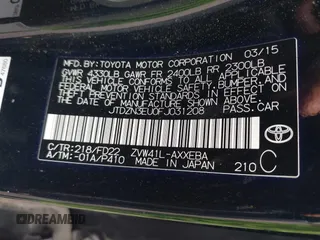 MFD. BY: TOYOTA MOTOR CORPORATION 03/15
GVWR 4330LB GAWR FR 2400LB RR 2300LB
THIS VEHICLE CONFORMS TO ALL APPLICABLE
FEDERAL MOTOR VEHICLE SAFETY, BUMPER, AND
THEFT PREVENTION STANDARDS IN EFFECT ON THE
DATE OF MANUFACTURE SHOWN ABOVE.
JTDZN3EU0FJ031208 PASS-CAR
C/TR:218/FD22 ZVW41L-AXXEBA
A/TM:-01A/P410 MADE IN JAPAN 210 C
TOYOTA
DREAMBID